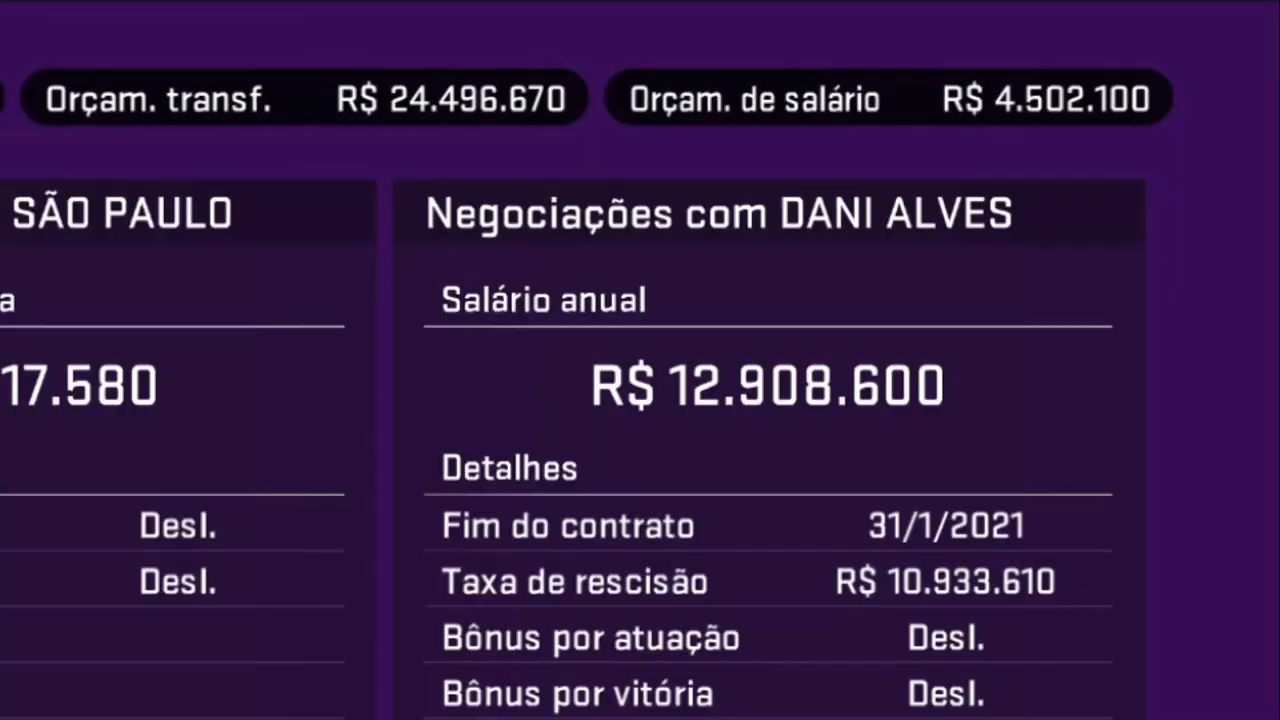 Orçam. transf. R$ 24.496.670 Orçam. de salário R$ 4.502.100
SÃO PAULO
a
17.580
Desl.
Desl.
Negociações com DANI ALVES
Salário anual
R$ 12.908.600
Detalhes
Fim do contrato 31/1/2021
Taxa de rescisão R$ 10.933.610
Bônus por atuação Desl.
Bônus por vitória Desl.